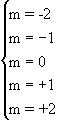 m = -2
m = −1
m = 0
m = +1
m = +2